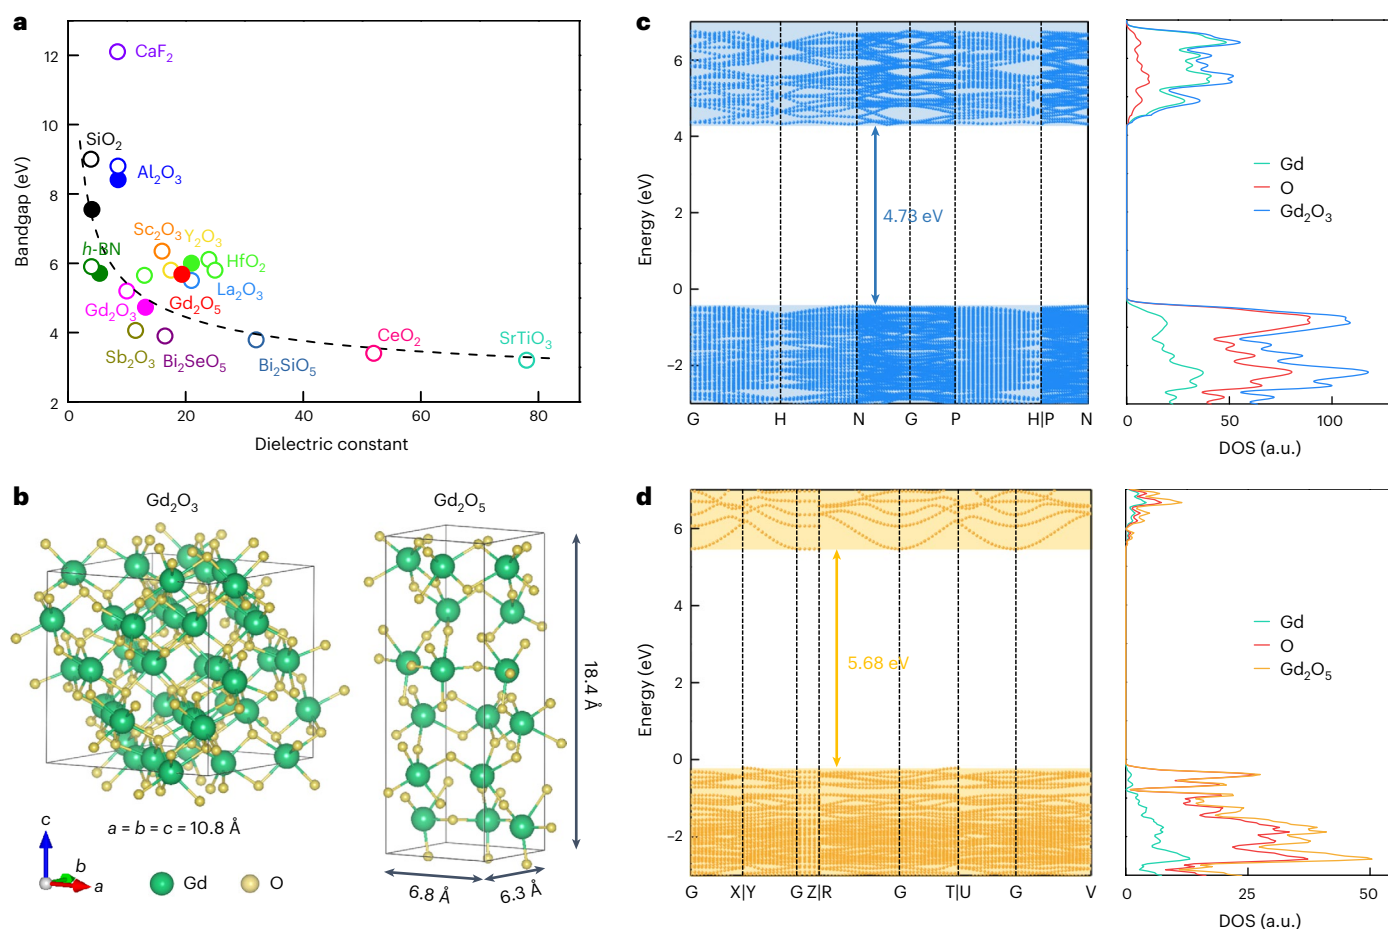 a
12
10
8
6
4
2
0
20
40
60
80
Bandgap (eV)
Dielectric constant
CaF₂
SiO₂
Al₂O₃
Sc₂O₃
Y₂O₃
h-BN
HfO₂
La₂O₃
Gd₂O₃
Gd₂O₅
Sb₂O₃
Bi₂SeO₅
Bi₂SiO₅
CeO₂
SrTiO₃
b
Gd₂O₃
Gd₂O₅
18.4 Å
6.8 Å
6.3 Å
a = b = c = 10.8 Å
c
b
a
Gd
O
c
6
4
2
0
−2
Energy (eV)
4.73 eV
G H N G P H|P N
Gd
O
Gd₂O₃
0 50 100
DOS (a.u.)
d
6
4
2
0
−2
Energy (eV)
5.68 eV
G X|Y G Z|R G T|U G V
Gd
O
Gd₂O₅
0 25 50
DOS (a.u.)